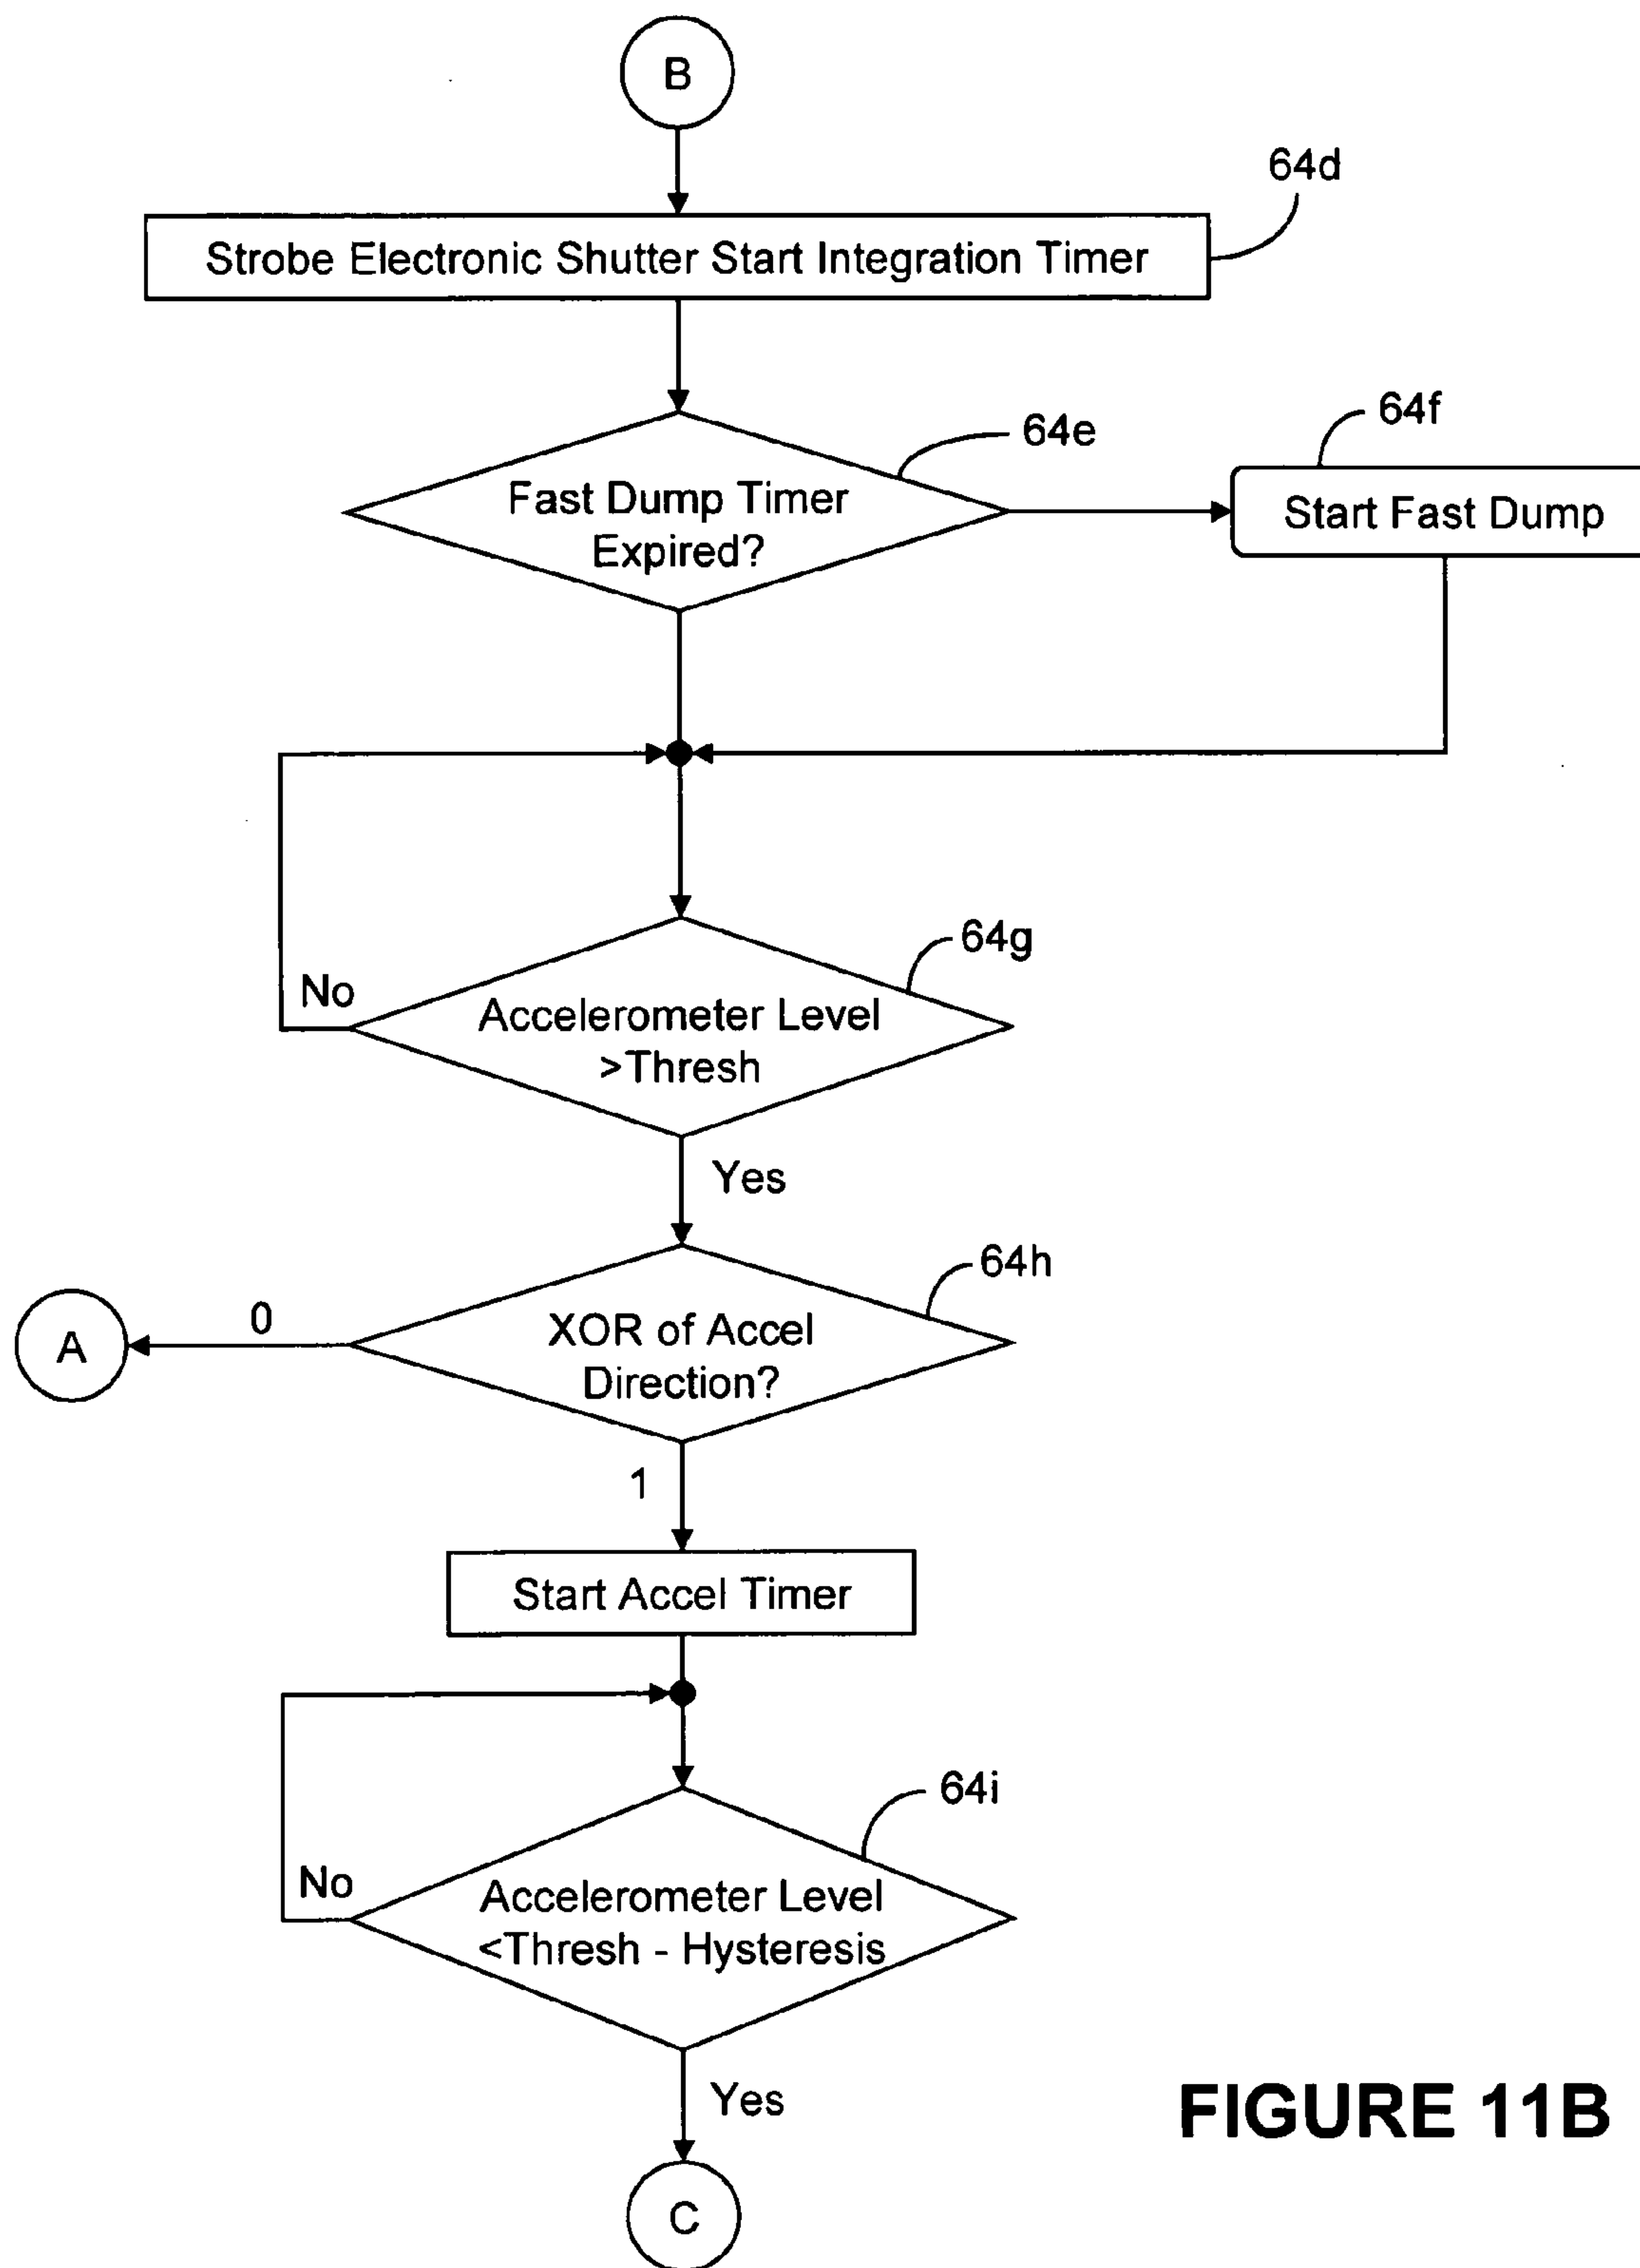 B
64d
Strobe Electronic Shutter Start Integration Timer
64e
64f
Fast Dump Timer
Expired?
Start Fast Dump
64g
No
Accelerometer Level
>Thresh
Yes
64h
A
0
XOR of Accel
Direction?
1
Start Accel Timer
64i
No
Accelerometer Level
<Thresh - Hysteresis
Yes
C
FIGURE 11B